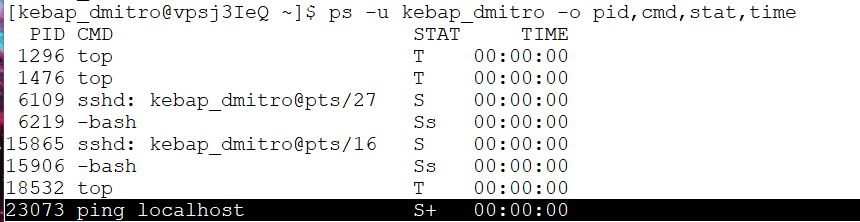 [kebap_dmitro@vpsj3IeQ ~]$ ps -u kebap_dmitro -o pid,cmd,stat,time
  PID CMD                         STAT     TIME
 1296 top                         T    00:00:00
 1476 top                         T    00:00:00
 6109 sshd: kebap_dmitro@pts/27   S    00:00:00
 6219 -bash                       Ss   00:00:00
15865 sshd: kebap_dmitro@pts/16   S    00:00:00
15906 -bash                       Ss   00:00:00
18532 top                         T    00:00:00
23073 ping localhost              S+   00:00:00